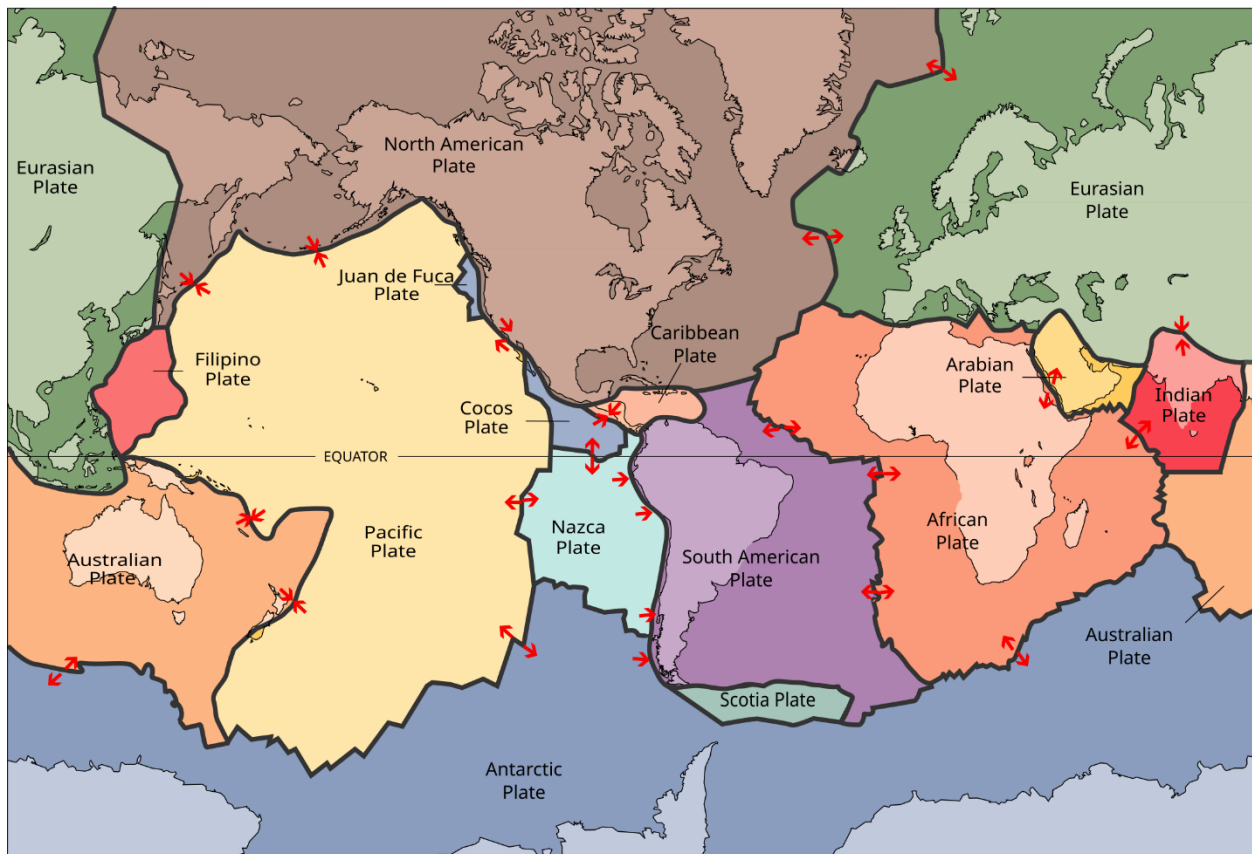 North American
Plate
Eurasian
Plate
Eurasian
Plate
Juan de Fuca
Plate
Caribbean
Plate
Filipino
Plate
Arabian
Plate
Indian
Plate
Cocos
Plate
EQUATOR
Pacific
Plate
Nazca
Plate
African
Plate
Australian
Plate
South American
Plate
Australian
Plate
Scotia Plate
Antarctic
Plate